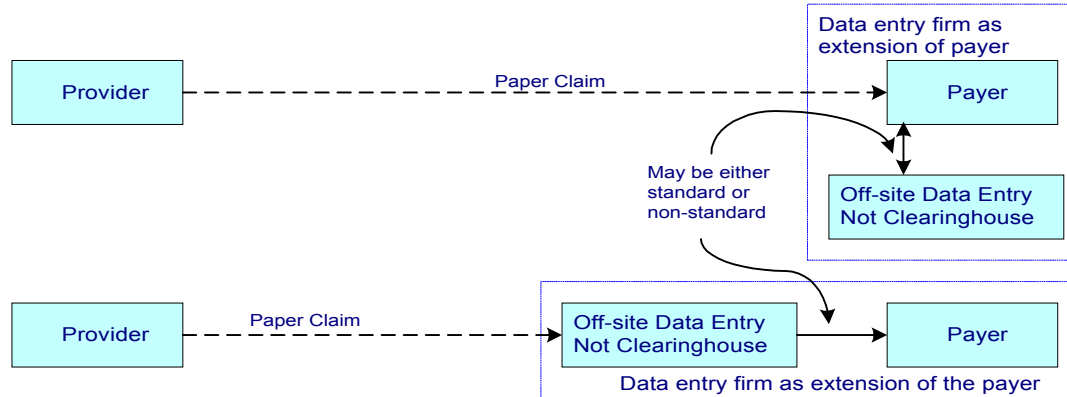 Data entry firm as
extension of payer
Provider
Paper Claim
Payer
May be either
standard or
non-standard
Off-site Data Entry
Not Clearinghouse
Provider
Paper Claim
Off-site Data Entry
Not Clearinghouse
Payer
Data entry firm as extension of the payer